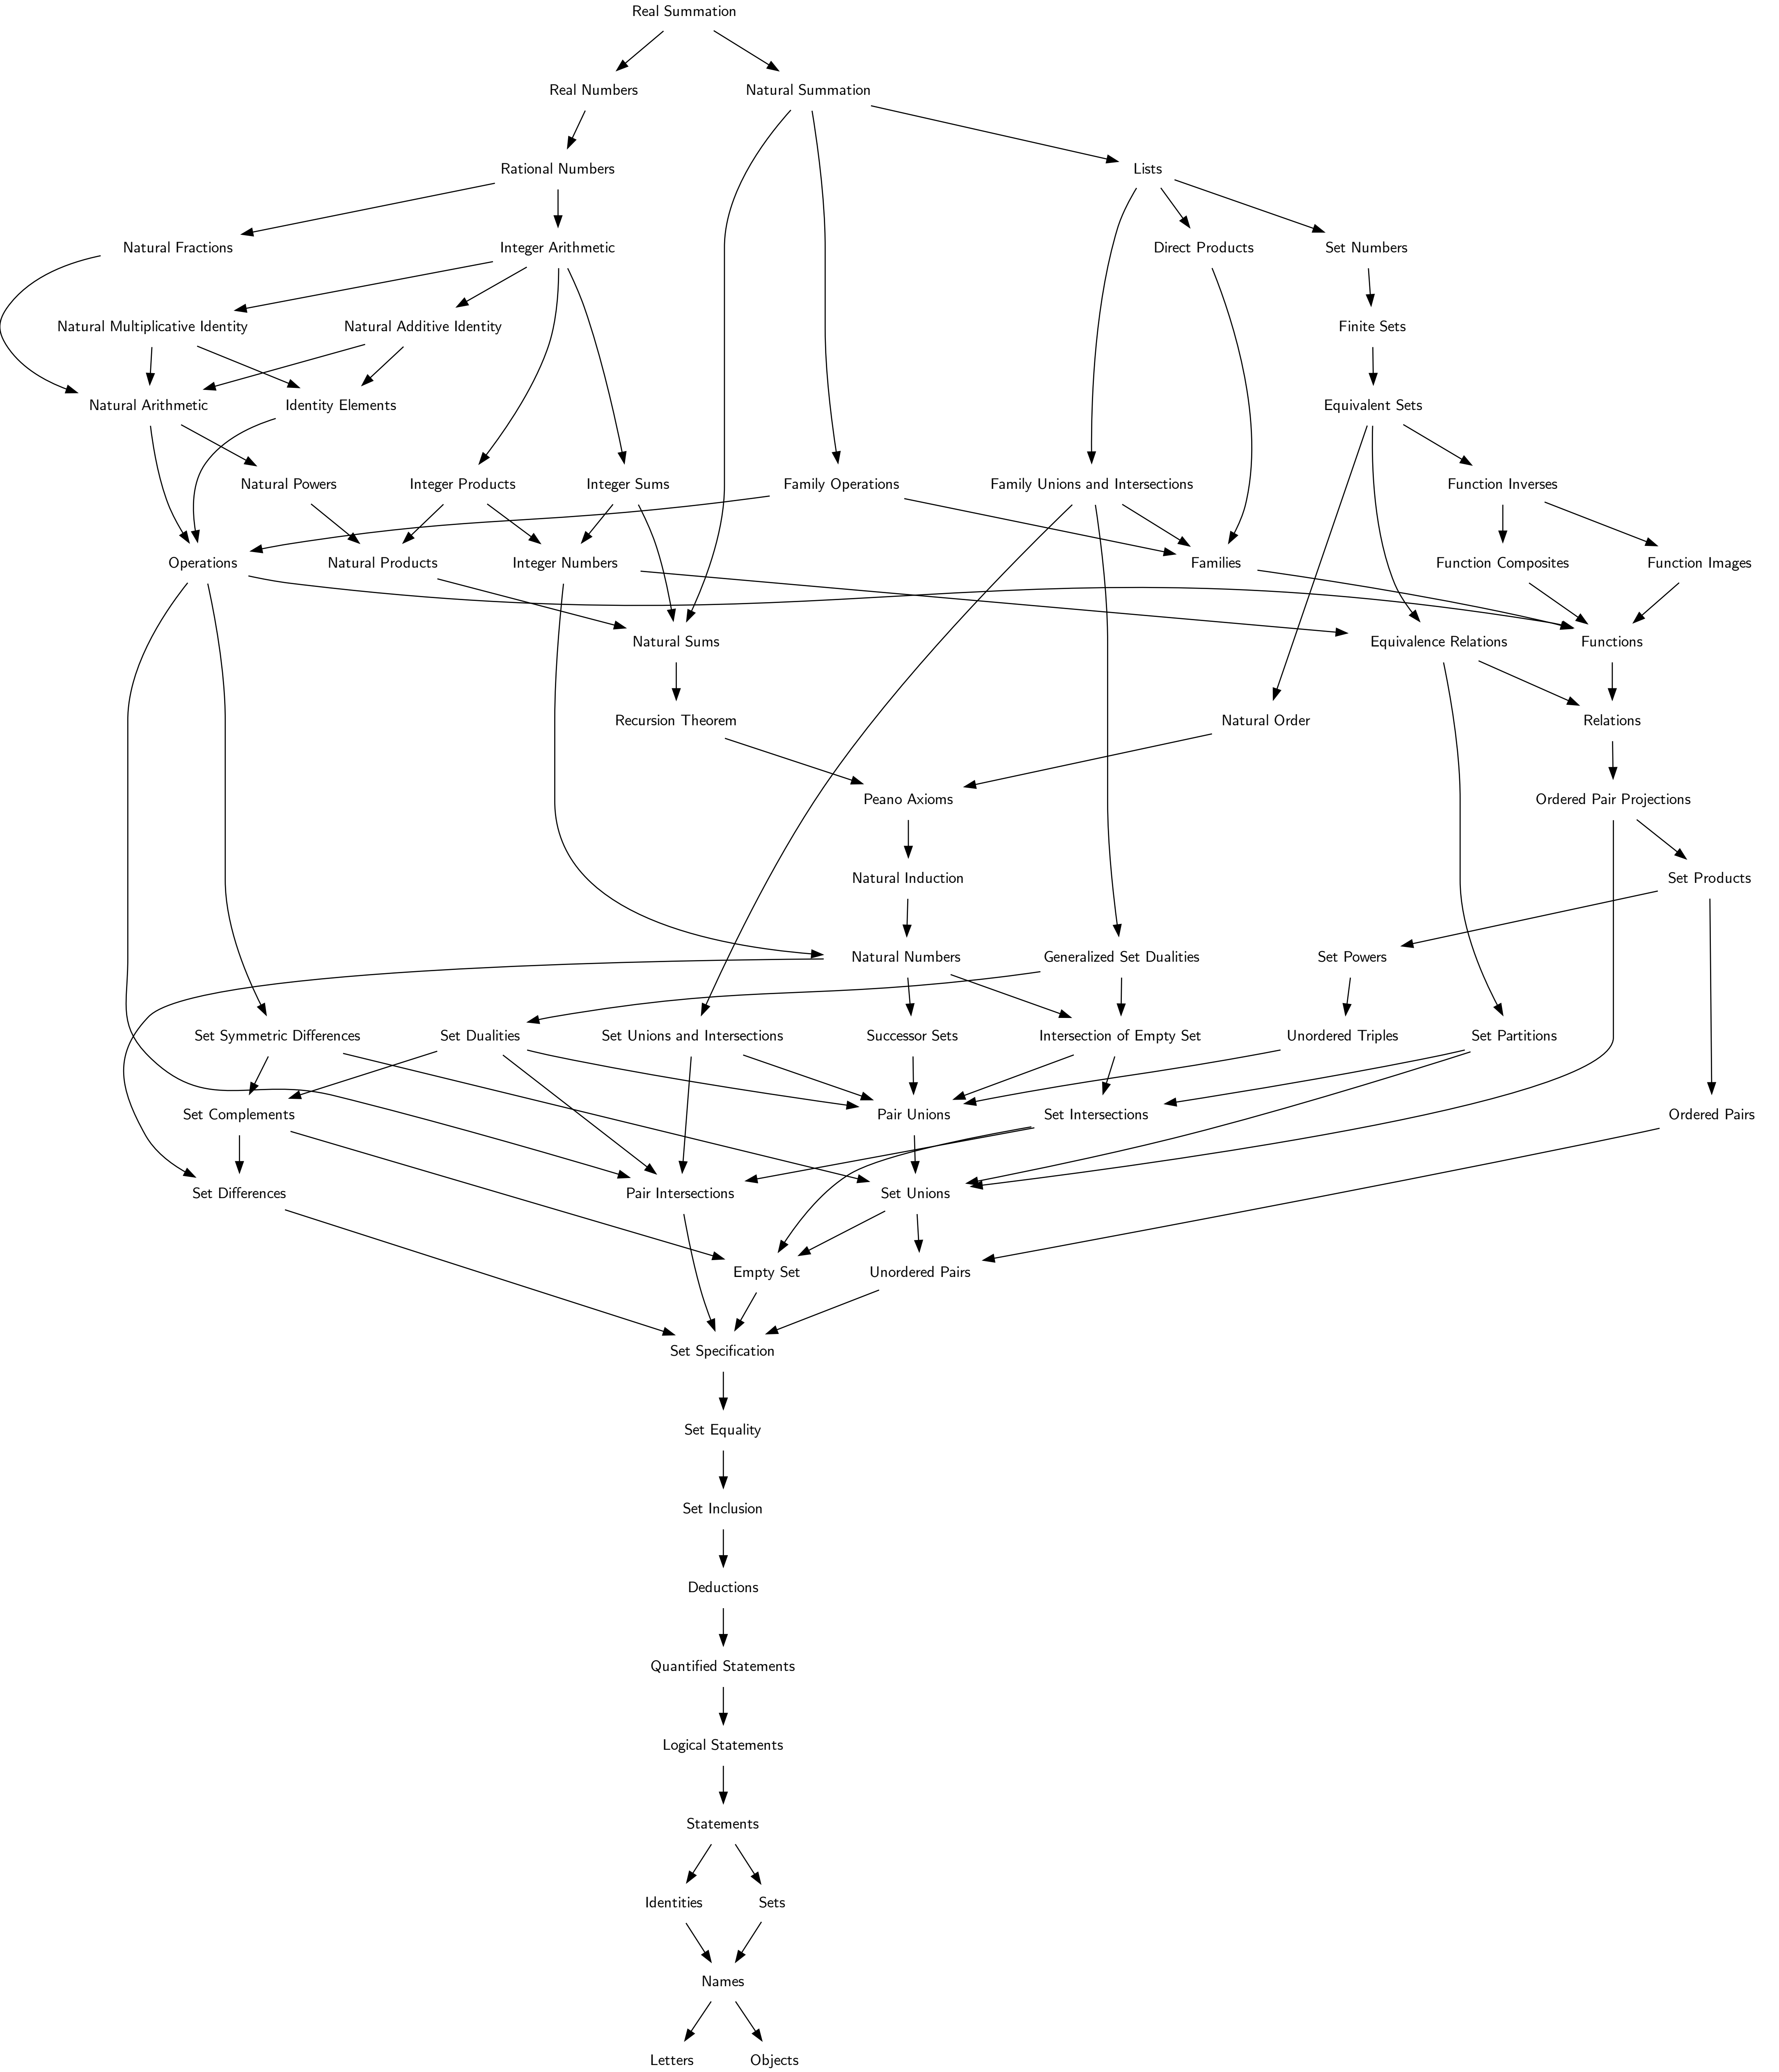 Real Summation
Real Numbers
Natural Summation
Rational Numbers
Lists
Natural Fractions
Integer Arithmetic
Direct Products
Set Numbers
Natural Multiplicative Identity
Natural Additive Identity
Finite Sets
Natural Arithmetic
Identity Elements
Equivalent Sets
Natural Powers
Integer Products
Integer Sums
Family Operations
Family Unions and Intersections
Function Inverses
Operations
Natural Products
Integer Numbers
Families
Function Composites
Function Images
Natural Sums
Equivalence Relations
Functions
Recursion Theorem
Natural Order
Relations
Peano Axioms
Ordered Pair Projections
Natural Induction
Set Products
Natural Numbers
Generalized Set Dualities
Set Powers
Set Symmetric Differences
Set Dualities
Set Unions and Intersections
Successor Sets
Intersection of Empty Set
Unordered Triples
Set Partitions
Set Complements
Pair Unions
Set Intersections
Ordered Pairs
Set Differences
Pair Intersections
Set Unions
Empty Set
Unordered Pairs
Set Specification
Set Equality
Set Inclusion
Deductions
Quantified Statements
Logical Statements
Statements
Identities
Sets
Names
Letters
Objects